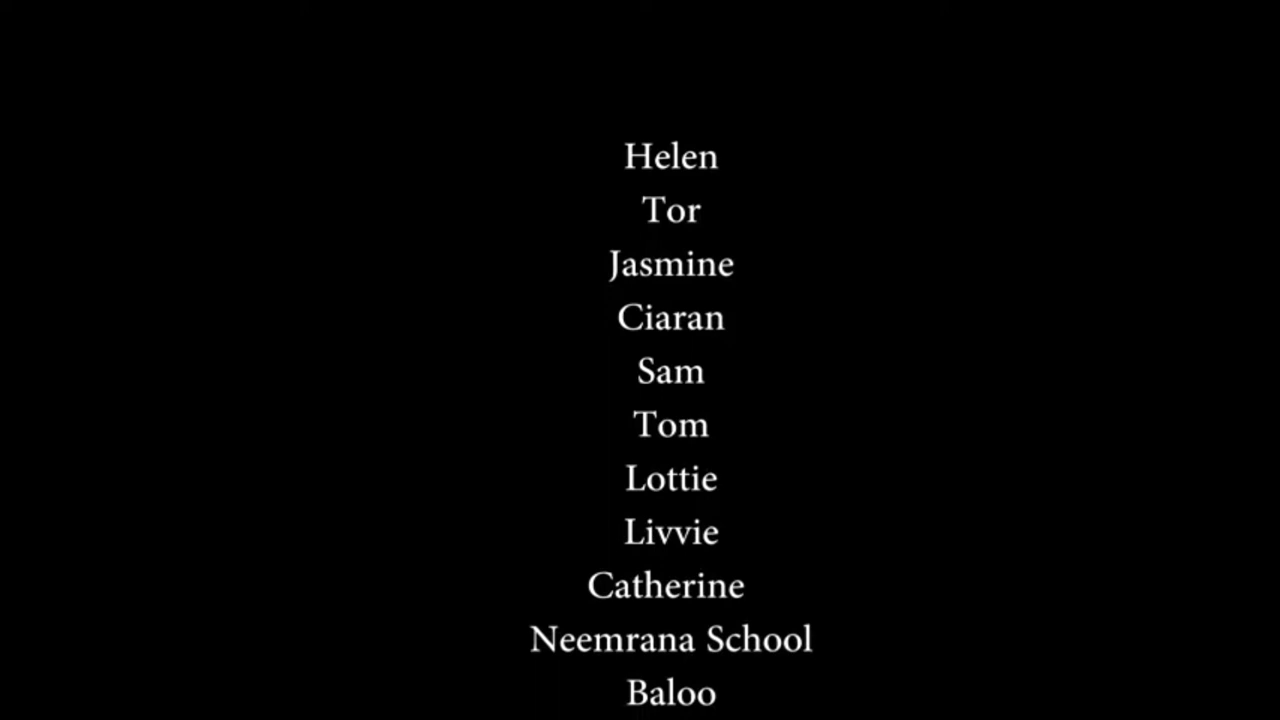 Helen
Tor
Jasmine
Ciaran
Sam
Tom
Lottie
Livvie
Catherine
Neemrana School
Baloo